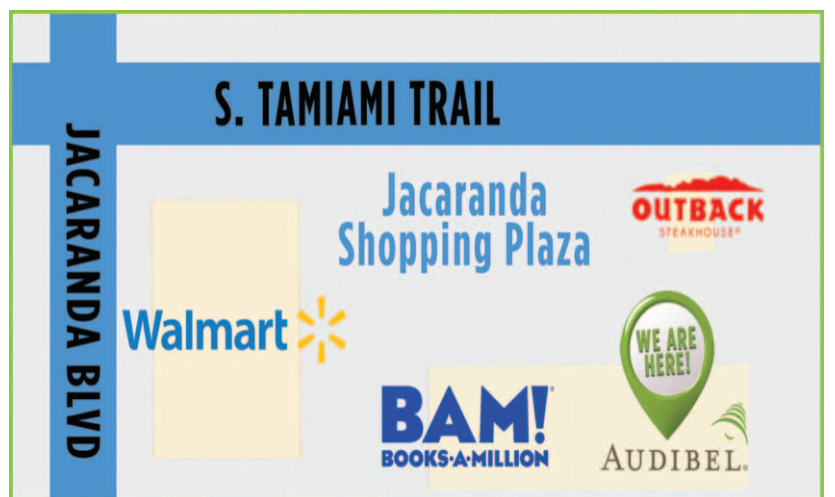 S. TAMIAMI TRAIL
JACARANDA BLVD
Jacaranda
Shopping Plaza
OUTBACK
STEAKHOUSE®
Walmart
WE ARE
HERE!
BAM!
BOOKS·A·MILLION
AUDIBEL®